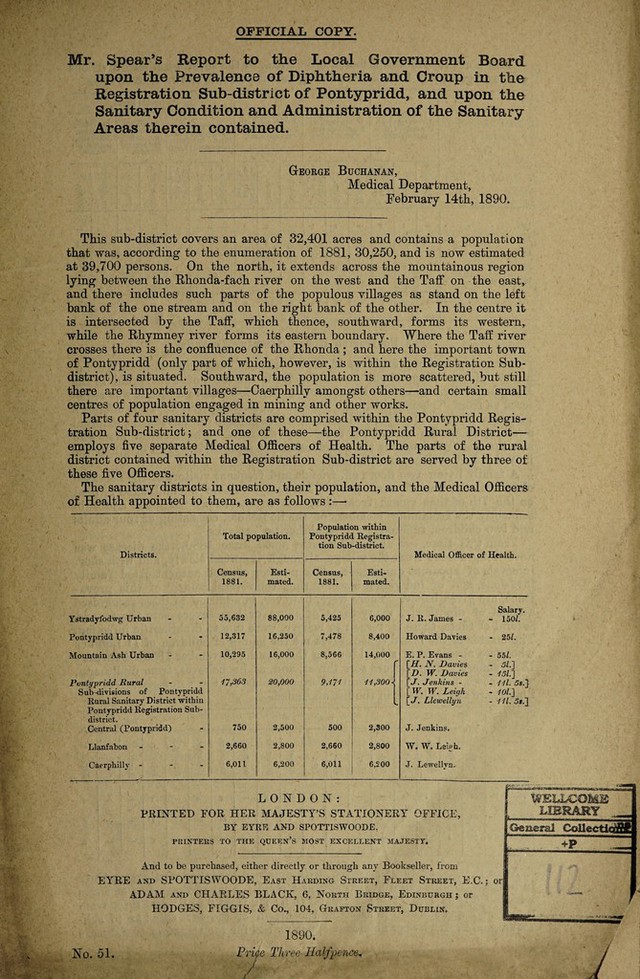 OFFICIAL COPY.
Mr. Spear's Report to the Local Government Board
upon the Prevalence of Diphtheria and Croup in the
Registration Sub-district of Pontypridd, and upon the
Sanitary Condition and Administration of the Sanitary
Areas therein contained.
GEORGE BUCHANAN,
Medical Department,
February 14th, 1890.
This sub-district covers an area of 32,401 acres and contains a population
that was, according to the enumeration of 1881, 30,250, and is now estimated
at 39,700 persons. On the north, it extends across the mountainous region
lying between the Rhonda-fach river on the west and the Taff on the east,
and there includes such parts of the populous villages as stand on the left
bank of the one stream and on the right bank of the other. In the centre it
is intersected by the Taff, which thence, southward, forms its western,
while the Rhymney river forms its eastern boundary. Where the Taff river
crosses there is the confluence of the Rhonda; and here the important town
of Pontypridd (only part of which, however, is within the Registration Sub-
district), is situated. Southward, the population is more scattered, but still
there are important villages—Caerphilly amongst others—and certain small
centres of population engaged in mining and other works.
Parts of four sanitary districts are comprised within the Pontypridd Regis-
tration Sub-district; and one of these—the Pontypridd Rural District—
employs five separate Medical Officers of Health. The parts of the rural
district contained within the Registration Sub-district are served by three of
these five Officers.
The sanitary districts in question, their population, and the Medical Officers
of Health appointed to them, are as follows:—
Districts. Total population. Population within Pontypridd Registra-tion Sub-district. Medical Officer of Health.
Census, 1881. Esti-mated. Census, 1881. Esti-mated.
Salary.
Ystradyfodwg Urban - - 55,632 88,000 5,425 6,000 J. R. James - - 150l.
Pontypridd Urban - - 12,317 16,250 7,478 8,400 Howard Davies - 25l.
Mountain Ash Urban - - 10,295 16,000 8,566 14,000 E. P. Evans - - 55l.
[H. N. Davies - 5l.]
[D. W. Davies - 15l.]
Pontypridd Rural - - 17,363 20,000 9,171 11,300 [J. Jenkins - - 11l. 5s.]
Sub-divisions of Pontypridd [W. W. Leigh - 10l.]
Rural Sanitary District within [J. Llewellyn - 11l. 5s.]
Pontypridd Registration Sub-
district.
Central (Pontypridd) - 750 2,500 500 2,300 J. Jenkins.
Llanfabon - - - 2,660 2,800 2,660 2,800 W. W. Leigh.
Caerphilly - - - 6,011 6,200 6,011 6,200 J. Lewellyn.
LONDON:
PRINTED FOR HER MAJESTY'S STATIONERY OFFICE,
BY EYRE AND SPOTTISWOODE,
PRINTERS TO THE QUEEN'S MOST EXCELLENT MAJESTY.
And to be purchased, either directly or through any Bookseller, from
EYRE AND SPOTTISWOODE, EAST HARDING STREET, FLEET STREET, E.C.; or
ADAM AND CHARLES BLACK, 6, NORTH BRIDGE, EDINBURGH; or
HODGES, FIGGIS, & Co., 104, GRAFTON STREET, DUBLIN.
1890.
No. 51. Price Three Halfpence.
WELLCOME
LIBRARY
General Collections
+P
112